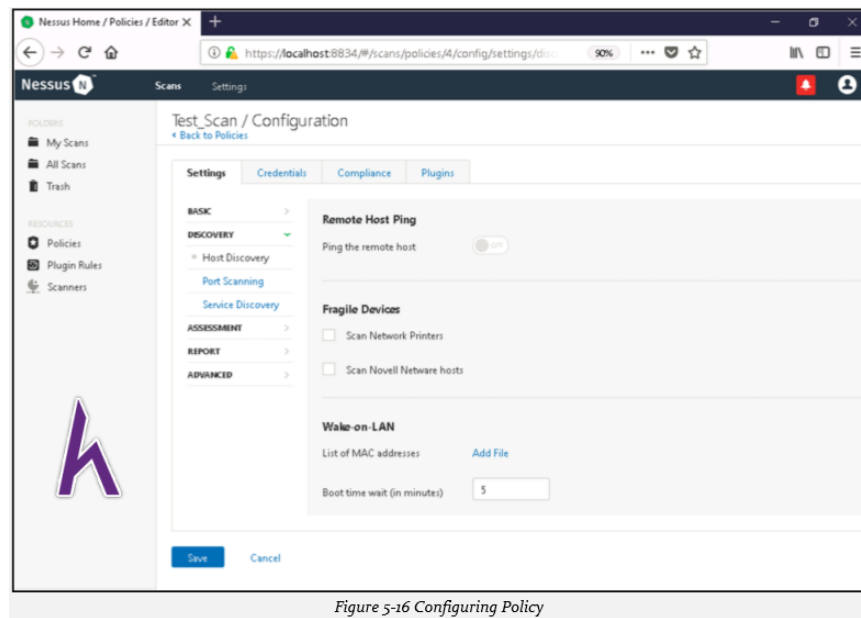 Nessus Home / Policies / Editor
https://localhost:8834/#/scans/policies/4/config/settings/disc
90%
Nessus N
Scans
Settings
FOLDERS
My Scans
All Scans
Trash
RESOURCES
Policies
Plugin Rules
Scanners
Test_Scan / Configuration
Back to Policies
Settings
Credentials
Compliance
Plugins
BASIC
DISCOVERY
Host Discovery
Port Scanning
Service Discovery
ASSESSMENT
REPORT
ADVANCED
Remote Host Ping
Ping the remote host
OFF
Fragile Devices
Scan Network Printers
Scan Novell Netware hosts
Wake-on-LAN
List of MAC addresses
Add File
Boot time wait (in minutes)
5
Save
Cancel
Figure 5-16 Configuring Policy